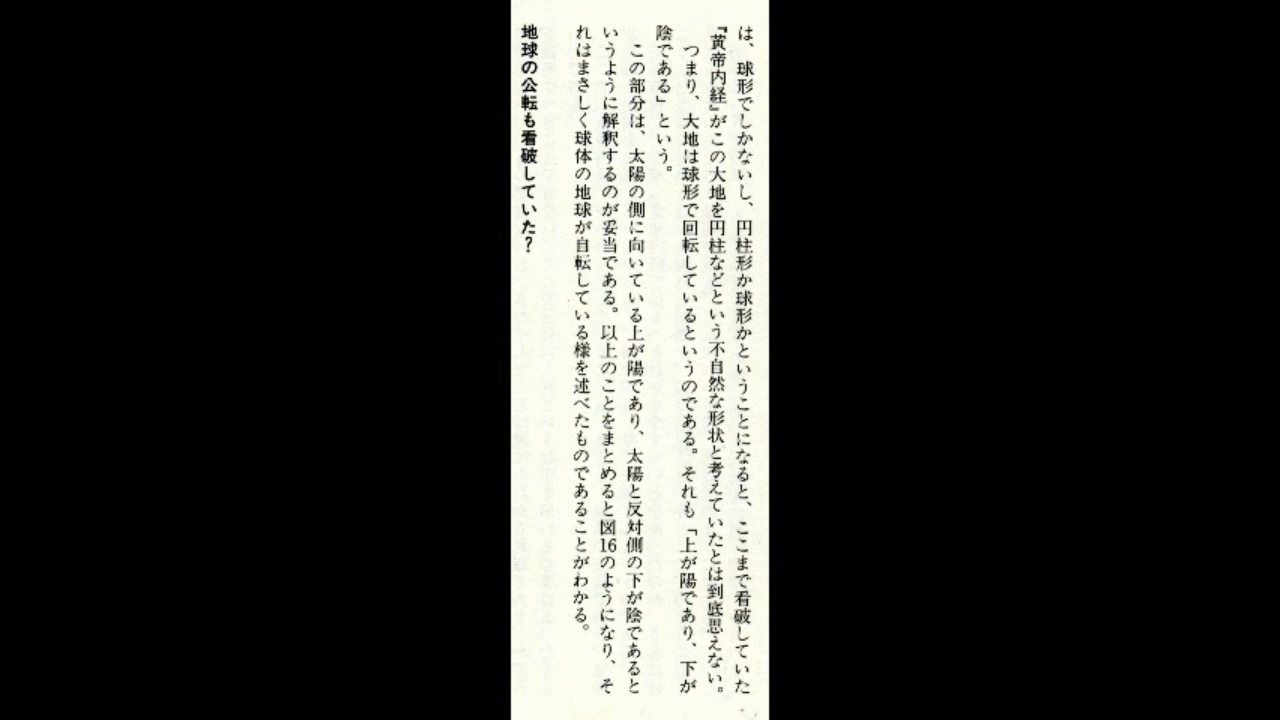 は、球形でしかないし、円柱形か球形かということになると、ここまで看破していた
『黄帝内経』がこの大地を円柱などという不自然な形状と考えていたとは到底思えない。
つまり、大地は球形で回転しているというのである。それも「上が陽であり、下が
陰である」という。
この部分は、太陽の側に向いている上が陽であり、太陽と反対側の下が陰であると
いうように解釈するのが妥当である。以上のことをまとめると図16のようになり、そ
れはまさしく球体の地球が自転している様を述べたものであることがわかる。
地球の公転も看破していた?